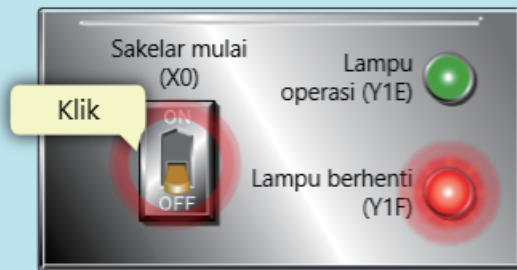 Sakelar mulai
(X0)
Klik
ON
OFF
Lampu
operasi (Y1E)
Lampu berhenti
(Y1F)